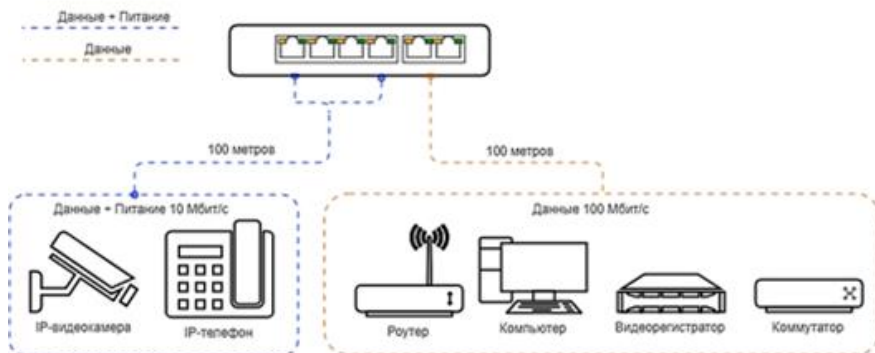 Данные + Питание
Данные
100 метров
100 метров
Данные + Питание 10 Мбит/с
Данные 100 Мбит/с
IP-видеокамера
IP-телефон
Роутер
Компьютер
Видеорегистратор
Коммутатор